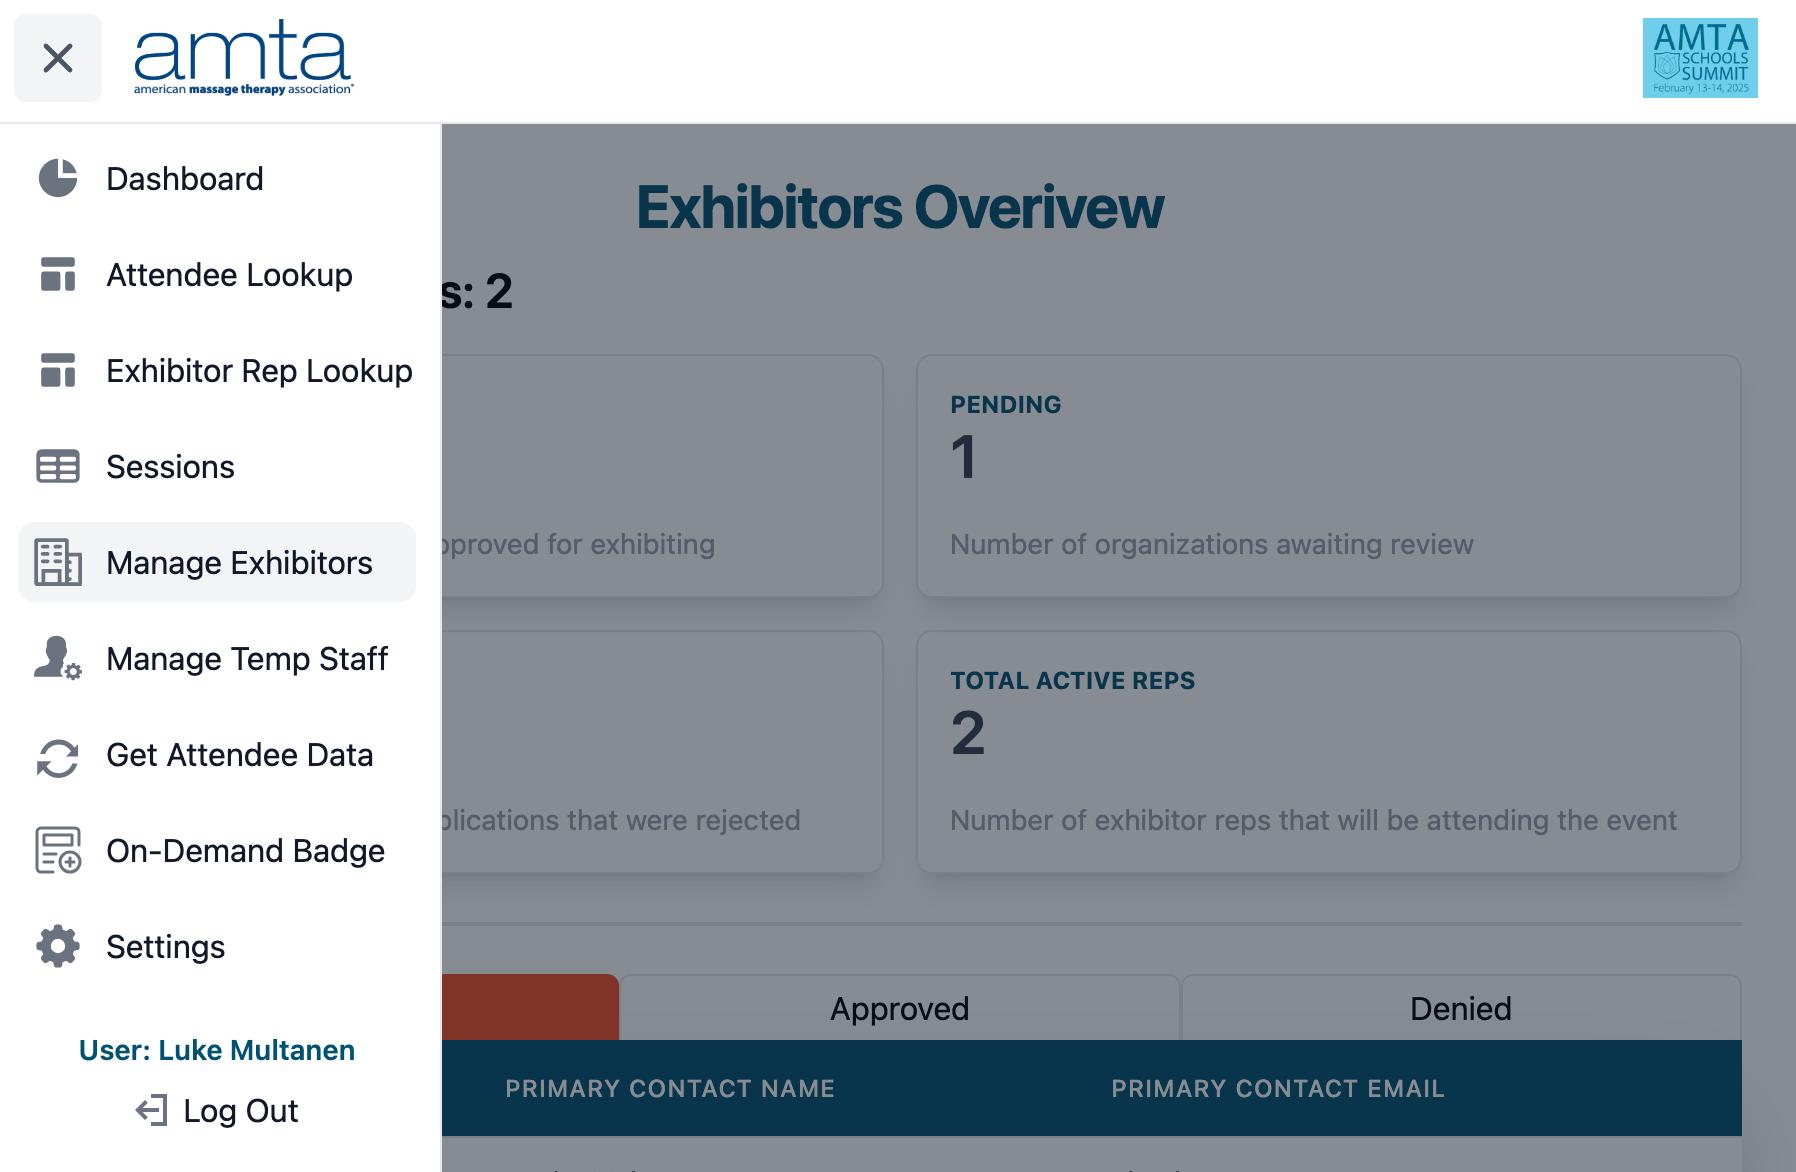 amta
american massage therapy association®
AMTA
SCHOOLS
SUMMIT
February 13-14, 2025
Dashboard
Attendee Lookup
Exhibitor Rep Lookup
Sessions
Manage Exhibitors
Manage Temp Staff
Get Attendee Data
On-Demand Badge
Settings
User: Luke Multanen
Log Out
Exhibitors Overivew
s: 2
pproved for exhibiting
PENDING
1
Number of organizations awaiting review
plications that were rejected
TOTAL ACTIVE REPS
2
Number of exhibitor reps that will be attending the event
Approved
Denied
PRIMARY CONTACT NAME
PRIMARY CONTACT EMAIL